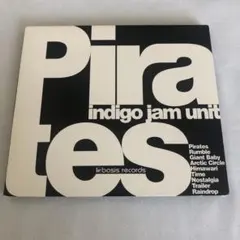 Pira
indigo jam unit
tes
basis records
Pirates
Rumble
Giant Baby
Arctic Circle
Himawari
Time
Nostalgia
Trailer
Raindrop